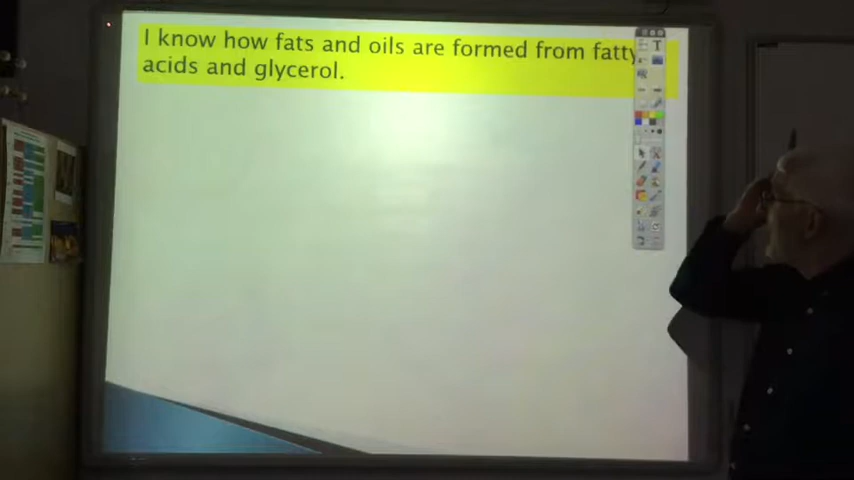 I know how fats and oils are formed from fatty
acids and glycerol.